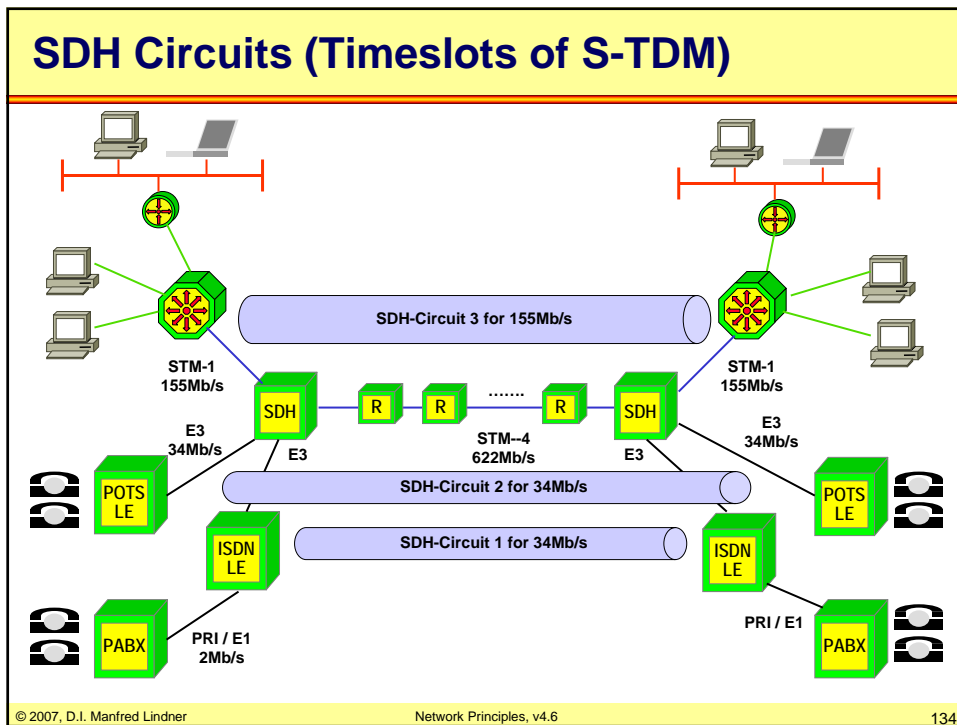 SDH Circuits (Timeslots of S-TDM)
SDH-Circuit 3 for 155Mb/s
STM-1
155Mb/s
STM-1
155Mb/s
SDH
R
R
.......
R
SDH
E3
34Mb/s
E3
STM--4
622Mb/s
E3
E3
34Mb/s
POTS
LE
SDH-Circuit 2 for 34Mb/s
POTS
LE
ISDN
LE
SDH-Circuit 1 for 34Mb/s
ISDN
LE
PABX
PRI / E1
2Mb/s
PRI / E1
PABX
© 2007, D.I. Manfred Lindner
Network Principles, v4.6
134